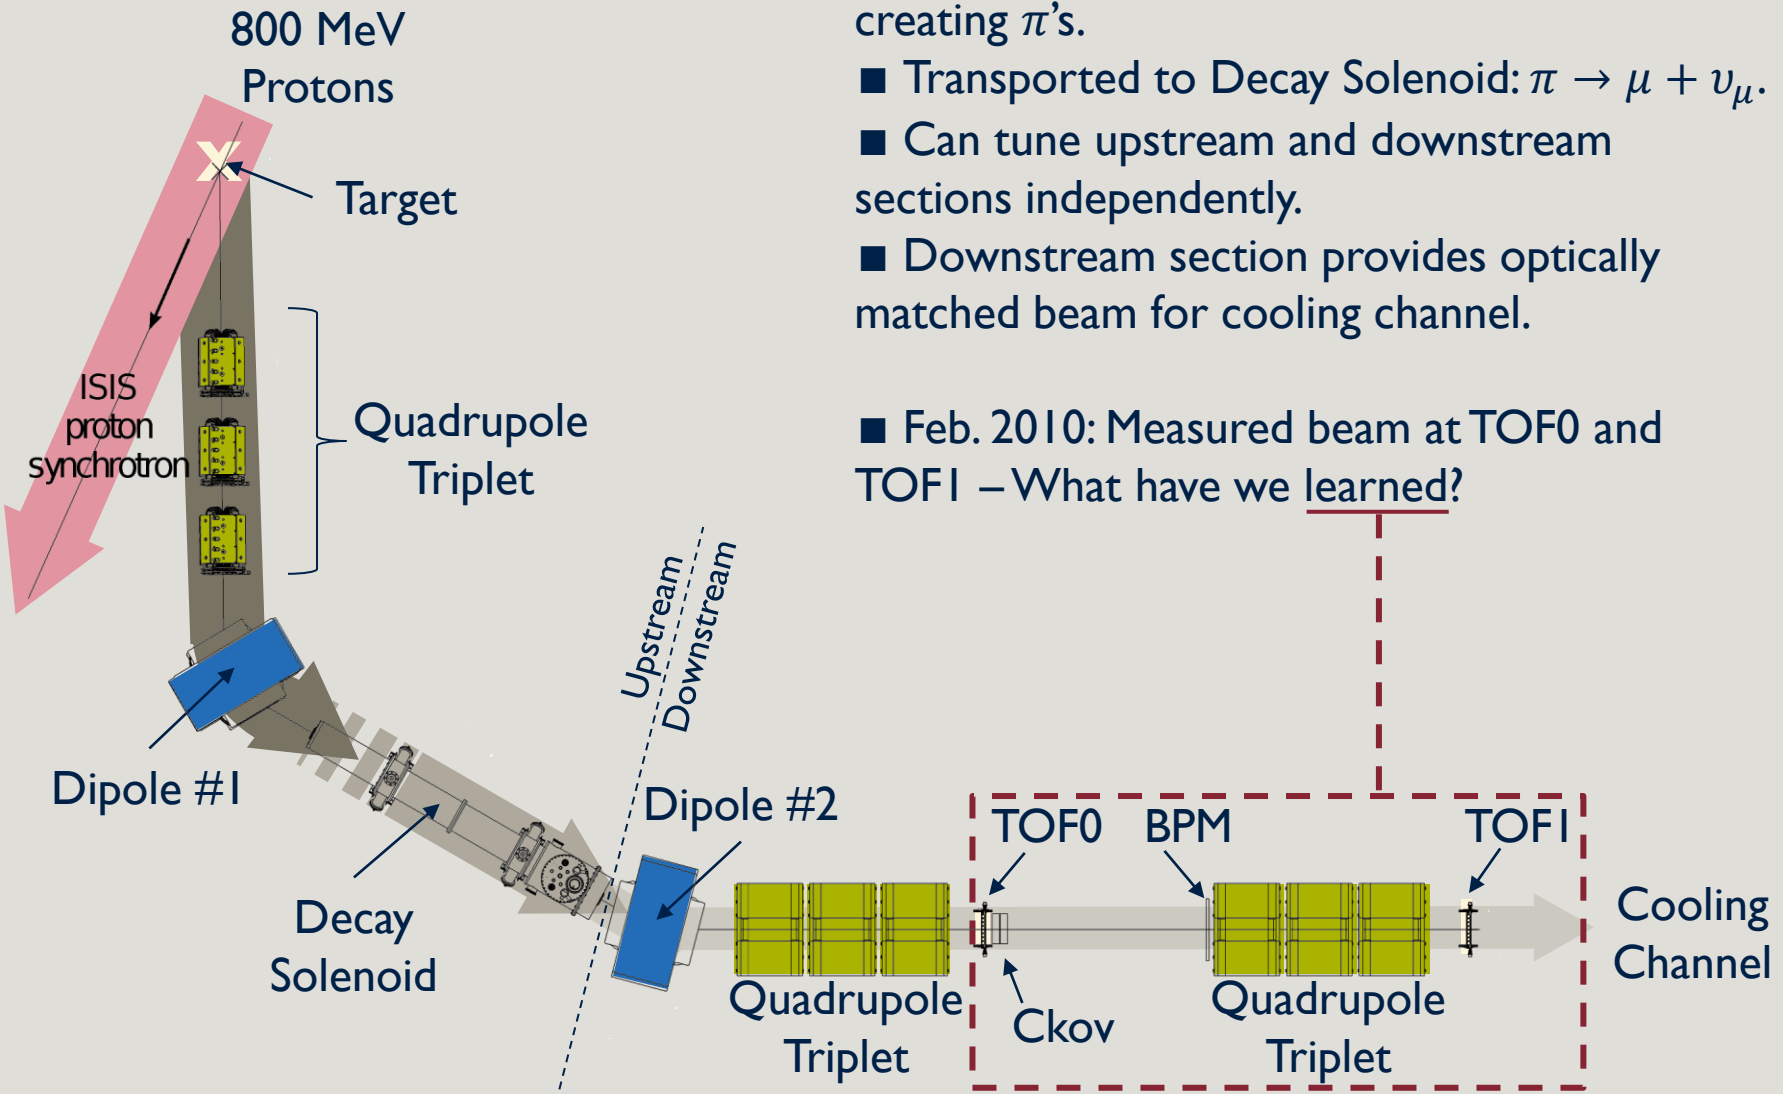 800 MeV
Protons
Target
ISIS
proton
synchrotron
Quadrupole
Triplet
creating π's.
■ Transported to Decay Solenoid: π → μ + υ_μ.
■ Can tune upstream and downstream
sections independently.
■ Downstream section provides optically
matched beam for cooling channel.
■ Feb. 2010: Measured beam at TOF0 and
TOF1 – What have we learned?
Upstream
Downstream
Dipole #1
Decay
Solenoid
Dipole #2
TOF0
BPM
TOF1
Cooling
Channel
Quadrupole
Triplet
Ckov
Quadrupole
Triplet